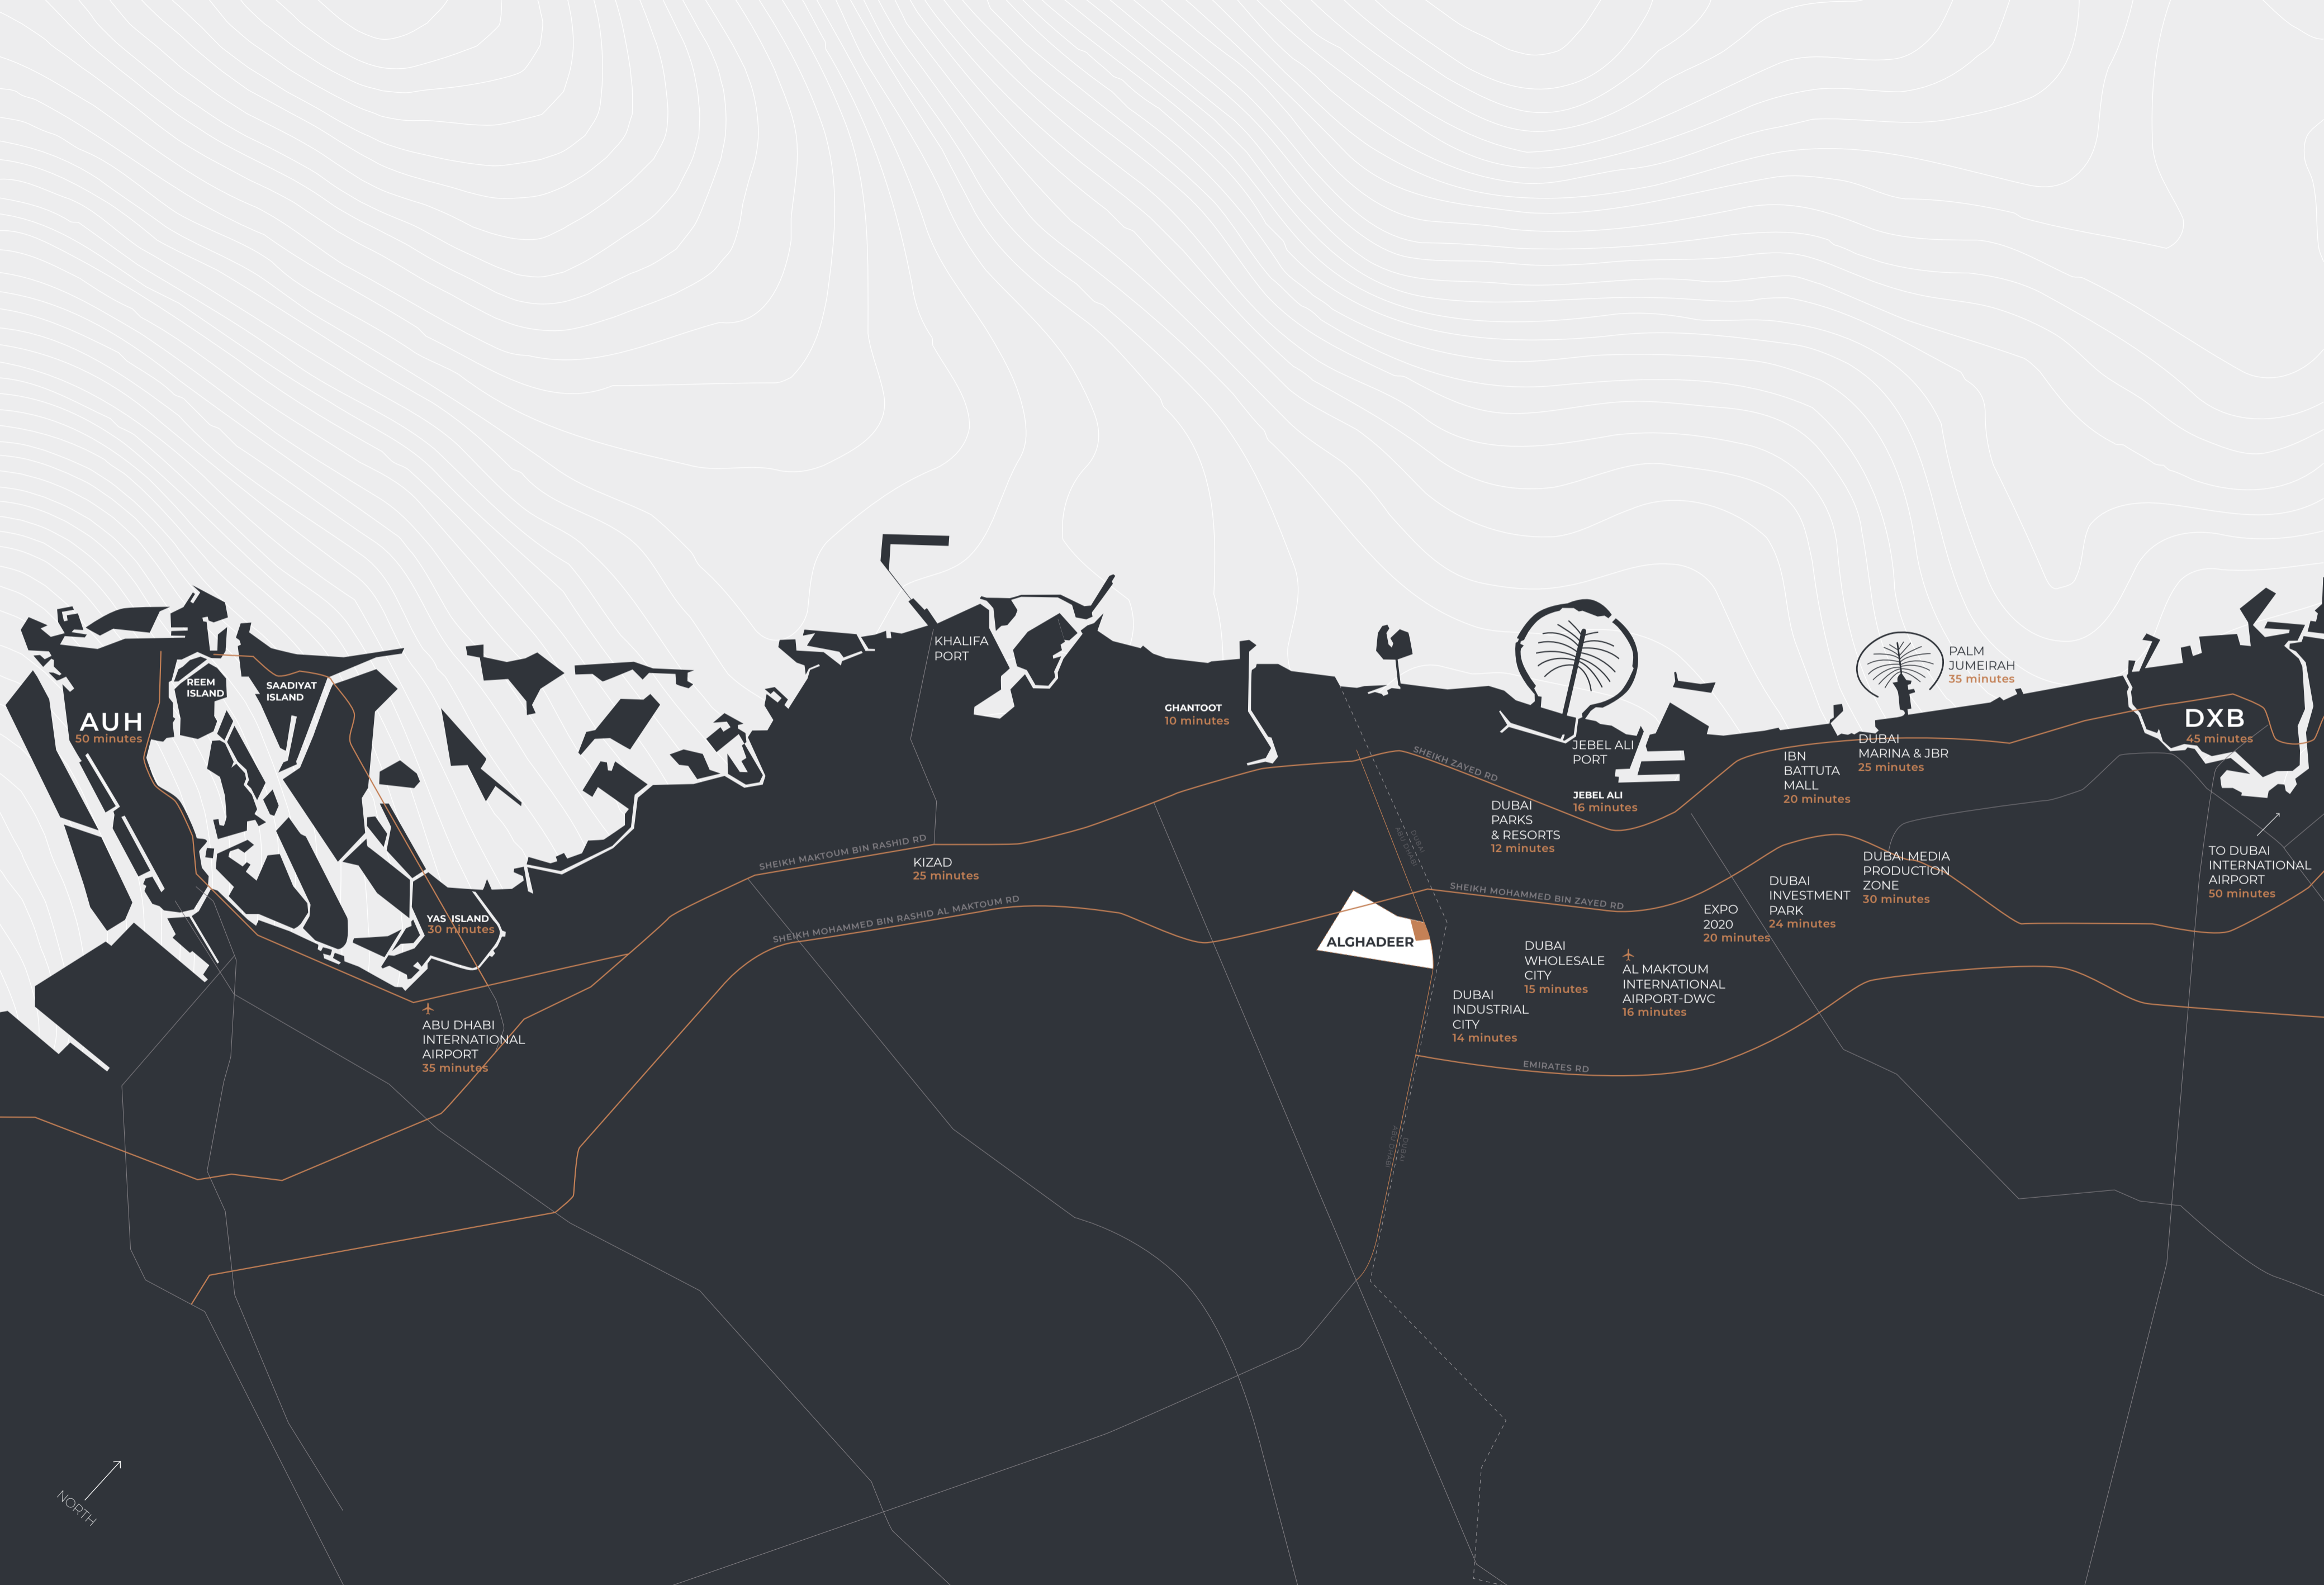 AUH
50 minutes
REEM
ISLAND
SAADIYAT
ISLAND
YAS ISLAND
30 minutes
ABU DHABI
INTERNATIONAL
AIRPORT
35 minutes
KHALIFA
PORT
SHEIKH MAKTOUM BIN RASHID RD
KIZAD
25 minutes
SHEIKH MOHAMMED BIN RASHID AL MAKTOUM RD
GHANTOOT
10 minutes
ALGHADEER
SHEIKH ZAYED RD
DUBAI
ABU DHABI
SHEIKH MOHAMMED BIN ZAYED RD
JEBEL ALI
PORT
JEBEL ALI
16 minutes
DUBAI
PARKS
& RESORTS
12 minutes
DUBAI
WHOLESALE
CITY
15 minutes
DUBAI
INDUSTRIAL
CITY
14 minutes
AL MAKTOUM
INTERNATIONAL
AIRPORT-DWC
16 minutes
EMIRATES RD
ABU DHABI
DUBAI
EXPO
2020
20 minutes
DUBAI
INVESTMENT
PARK
24 minutes
IBN
BATTUTA
MALL
20 minutes
DUBAI
MARINA & JBR
25 minutes
DUBAI MEDIA
PRODUCTION
ZONE
30 minutes
PALM
JUMEIRAH
35 minutes
DXB
45 minutes
TO DUBAI
INTERNATIONAL
AIRPORT
50 minutes
NORTH